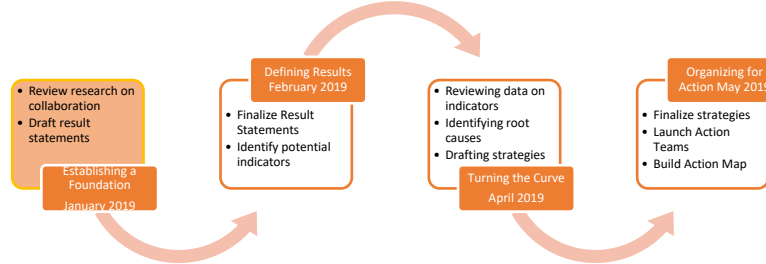 • Review research on
collaboration
• Draft result
statements
Establishing a
Foundation
January 2019
Defining Results
February 2019
• Finalize Result
Statements
• Identify potential
indicators
• Reviewing data on
indicators
• Identifying root
causes
• Drafting strategies
Turning the Curve
April 2019
Organizing for
Action May 2019
• Finalize strategies
• Launch Action
Teams
• Build Action Map